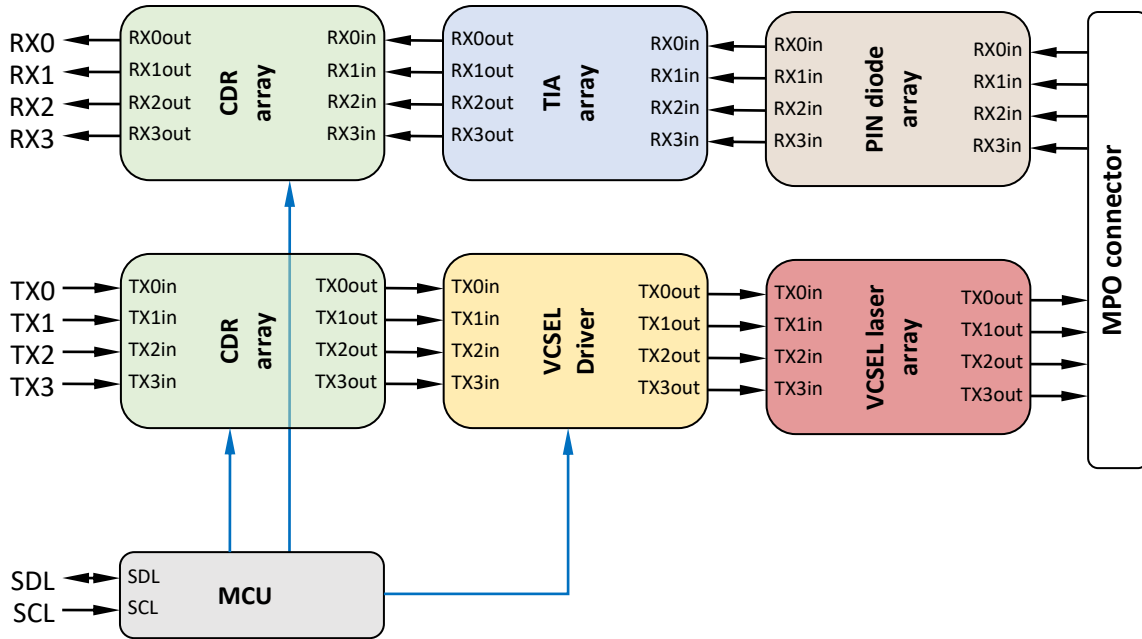 RX0
RX1
RX2
RX3
RX0out
RX1out
RX2out
RX3out
CDR
array
RX0in
RX1in
RX2in
RX3in
RX0out
RX1out
RX2out
RX3out
TIA
array
RX0in
RX1in
RX2in
RX3in
RX0in
RX1in
RX2in
RX3in
PIN diode
array
RX0in
RX1in
RX2in
RX3in
MPO connector
TX0
TX1
TX2
TX3
TX0in
TX1in
TX2in
TX3in
CDR
array
TX0out
TX1out
TX2out
TX3out
TX0in
TX1in
TX2in
TX3in
VCSEL
Driver
TX0out
TX1out
TX2out
TX3out
TX0in
TX1in
TX2in
TX3in
VCSEL laser
array
TX0out
TX1out
TX2out
TX3out
SDL
SCL
SDL
SCL
MCU